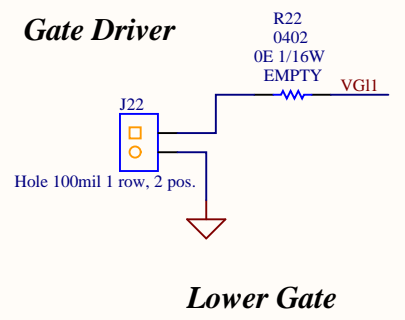 Gate Driver
R22
0402
0E 1/16W
EMPTY
VGl1
J22
Hole 100mil 1 row, 2 pos.
Lower Gate